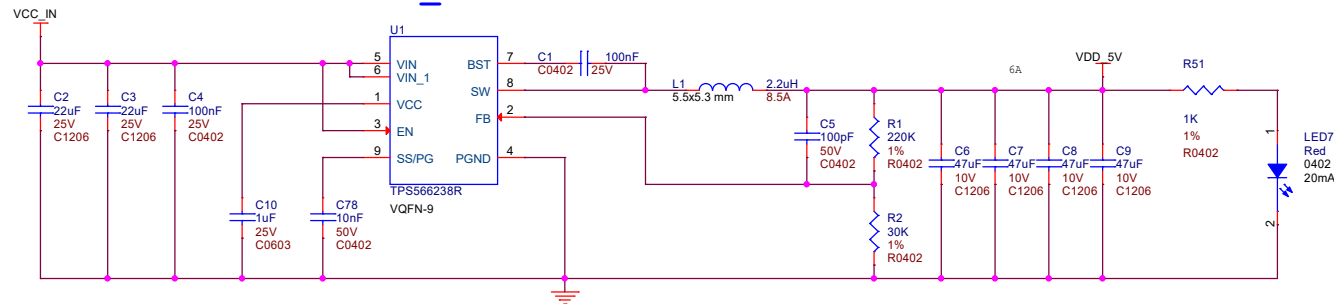 VCC_IN
C2
22uF
25V
C1206
C3
22uF
25V
C1206
C4
100nF
25V
C0402
C10
1uF
25V
C0603
C78
10nF
50V
C0402
U1
5
VIN
6
VIN_1
1
VCC
3
EN
9
SS/PG
BST
7
SW
8
FB
2
PGND
4
TPS566238R
VQFN-9
C1
100nF
C0402
25V
L1
2.2uH
5.5x5.3 mm
8.5A
C5
100pF
50V
C0402
R1
220K
1%
R0402
R2
30K
1%
R0402
6A
VDD_5V
C6
47uF
10V
C1206
C7
47uF
10V
C1206
C8
47uF
10V
C1206
C9
47uF
10V
C1206
R51
1K
1%
R0402
1
LED7
Red
0402
20mA
2